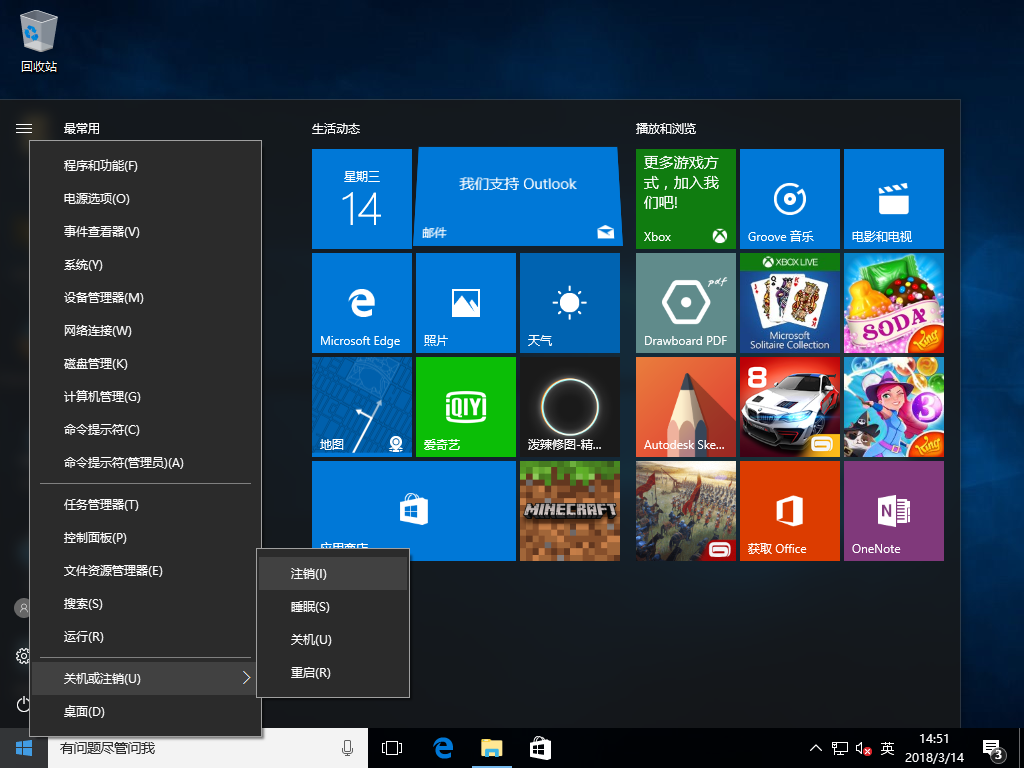 回收站
最常用
程序和功能(F)
电源选项(O)
事件查看器(V)
系统(Y)
设备管理器(M)
网络连接(W)
磁盘管理(K)
计算机管理(G)
命令提示符(C)
命令提示符(管理员)(A)
任务管理器(T)
控制面板(P)
文件资源管理器(E)
搜索(S)
运行(R)
关机或注销(U)
桌面(D)
注销(I)
睡眠(S)
关机(U)
重启(R)
生活动态
星期三
14
我们支持 Outlook
邮件
Microsoft Edge
照片
天气
地图
QIY
爱奇艺
泼辣修图-精...
应用商店
MINECRAFT
播放和浏览
更多游戏方
式，加入我
们吧!
Xbox
Groove 音乐
电影和电视
pdf
Drawboard PDF
XBOX LIVE
Microsoft
Solitaire Collection
SODA
King
Autodesk Ske...
8
3
King
获取 Office
N
OneNote
有问题尽管问我
英
14:51
2018/3/14
3